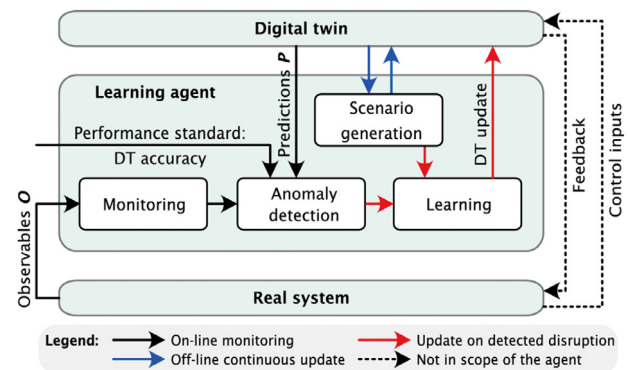 Digital twin
Learning agent
Predictions P
Scenario
generation
DT update
Performance standard:
DT accuracy
Monitoring
Anomaly
detection
Learning
Observables O
Feedback
Control inputs
Real system
Legend:
On-line monitoring
Update on detected disruption
Off-line continuous update
Not in scope of the agent